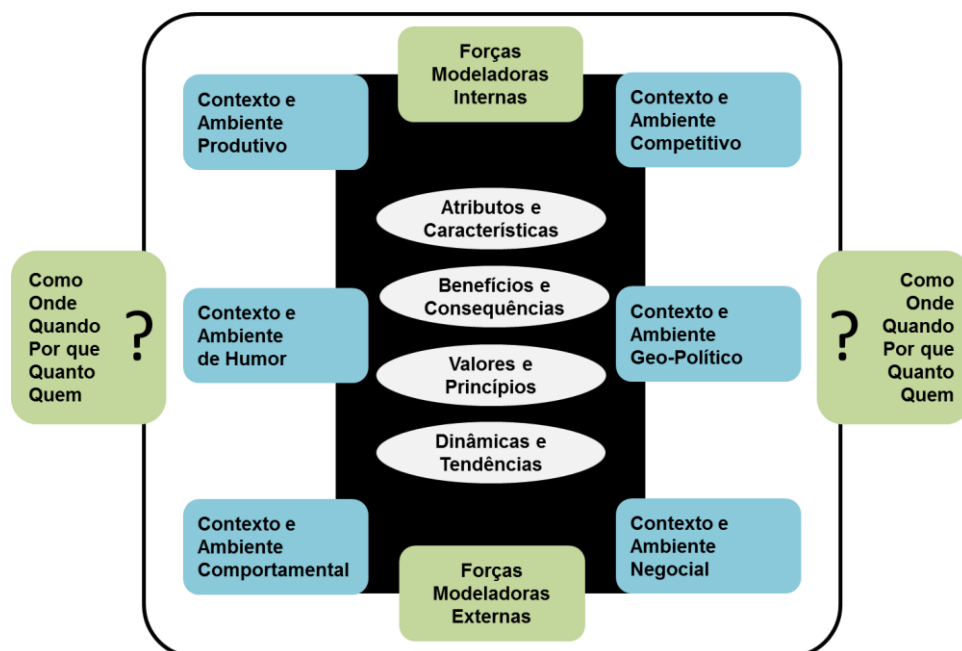 Forças
Modeladoras
Internas
Contexto e
Ambiente
Produtivo
Contexto e
Ambiente
Competitivo
Atributos e
Características
Benefícios e
Consequências
Valores e
Princípios
Dinâmicas e
Tendências
Como
Onde
Quando
Por que
Quanto
Quem
?
Contexto e
Ambiente
de Humor
Contexto e
Ambiente
Geo-Político
?
Como
Onde
Quando
Por que
Quanto
Quem
Contexto e
Ambiente
Comportamental
Forças
Modeladoras
Externas
Contexto e
Ambiente
Negocial